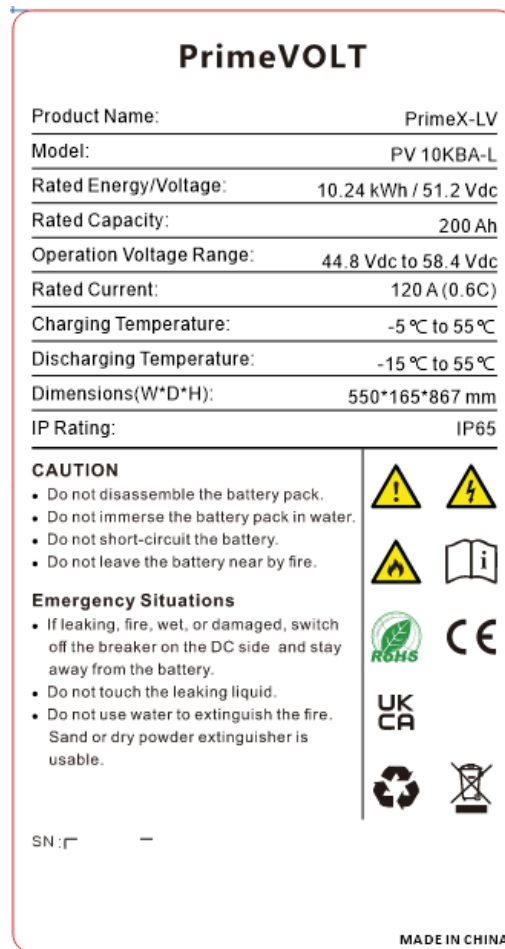 PrimeVOLT
Product Name: PrimeX-LV
Model: PV 10KBA-L
Rated Energy/Voltage: 10.24 kWh / 51.2 Vdc
Rated Capacity: 200 Ah
Operation Voltage Range: 44.8 Vdc to 58.4 Vdc
Rated Current: 120 A (0.6C)
Charging Temperature: -5 ℃ to 55 ℃
Discharging Temperature: -15 ℃ to 55 ℃
Dimensions(W*D*H): 550*165*867 mm
IP Rating: IP65
CAUTION
• Do not disassemble the battery pack.
• Do not immerse the battery pack in water.
• Do not short-circuit the battery.
• Do not leave the battery near by fire.
Emergency Situations
• If leaking, fire, wet, or damaged, switch
off the breaker on the DC side and stay
away from the battery.
• Do not touch the leaking liquid.
• Do not use water to extinguish the fire.
Sand or dry powder extinguisher is
usable.
i
RoHS
CE
UK
CA
SN:
MADE IN CHINA